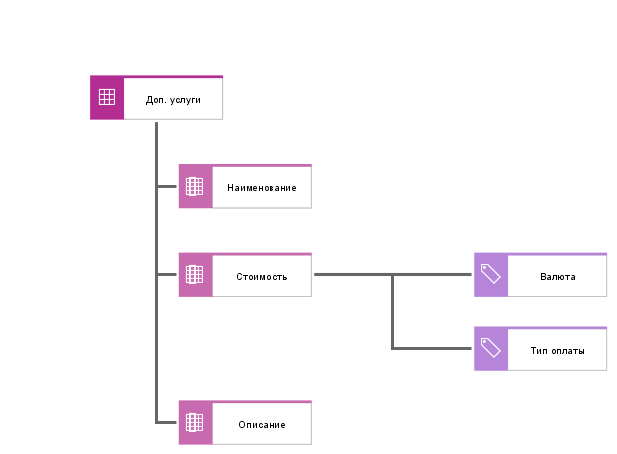 Доп. услуги
Наименование
Стоимость
Валюта
Тип оплаты
Описание